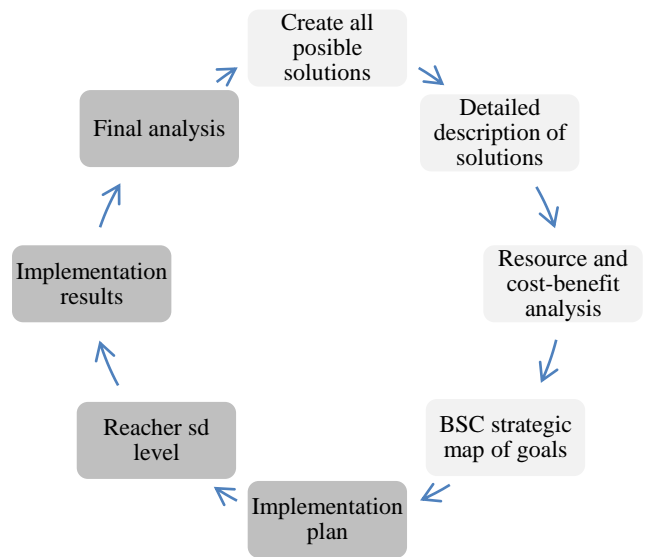 Create all
posible
solutions
Detailed
description of
solutions
Resource and
cost-benefit
analysis
BSC strategic
map of goals
Implementation
plan
Reacher sd
level
Implementation
results
Final analysis